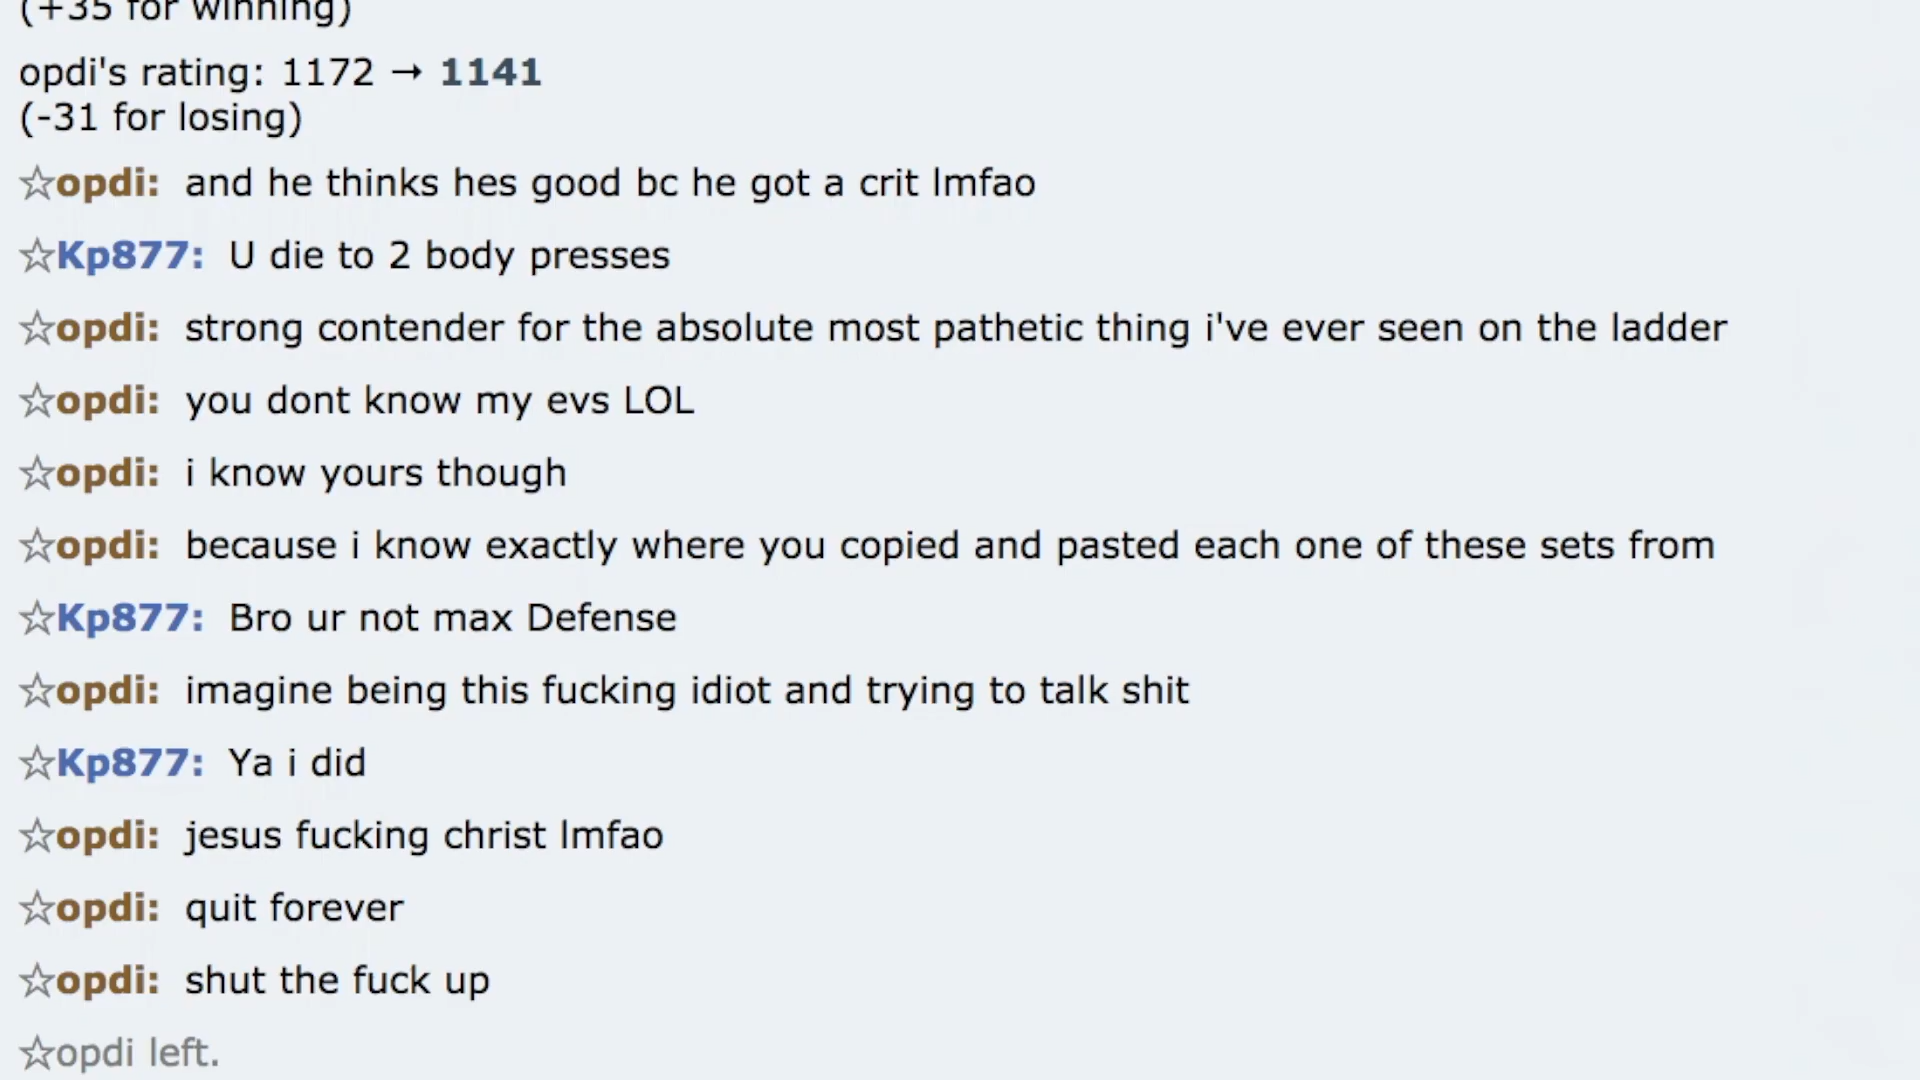 (+35 for winning)
opdi's rating: 1172 → 1141
(-31 for losing)
☆opdi: and he thinks hes good bc he got a crit lmfao
☆Kp877: U die to 2 body presses
☆opdi: strong contender for the absolute most pathetic thing i've ever seen on the ladder
☆opdi: you dont know my evs LOL
☆opdi: i know yours though
☆opdi: because i know exactly where you copied and pasted each one of these sets from
☆Kp877: Bro ur not max Defense
☆opdi: imagine being this fucking idiot and trying to talk shit
☆Kp877: Ya i did
☆opdi: jesus fucking christ lmfao
☆opdi: quit forever
☆opdi: shut the fuck up
☆opdi left.